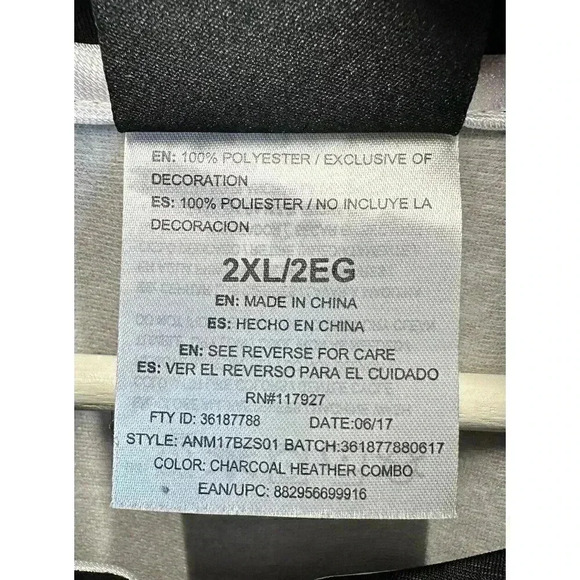 EN: 100% POLYESTER / EXCLUSIVE OF
DECORATION
ES: 100% POLIESTER / NO INCLUYE LA
DECORACION
2XL/2EG
EN: MADE IN CHINA
ES: HECHO EN CHINA
EN: SEE REVERSE FOR CARE
ES: VER EL REVERSO PARA EL CUIDADO
RN#117927
FTY ID: 36187788 DATE:06/17
STYLE: ANM17BZS01 BATCH:361877880617
COLOR: CHARCOAL HEATHER COMBO
EAN/UPC: 882956699916